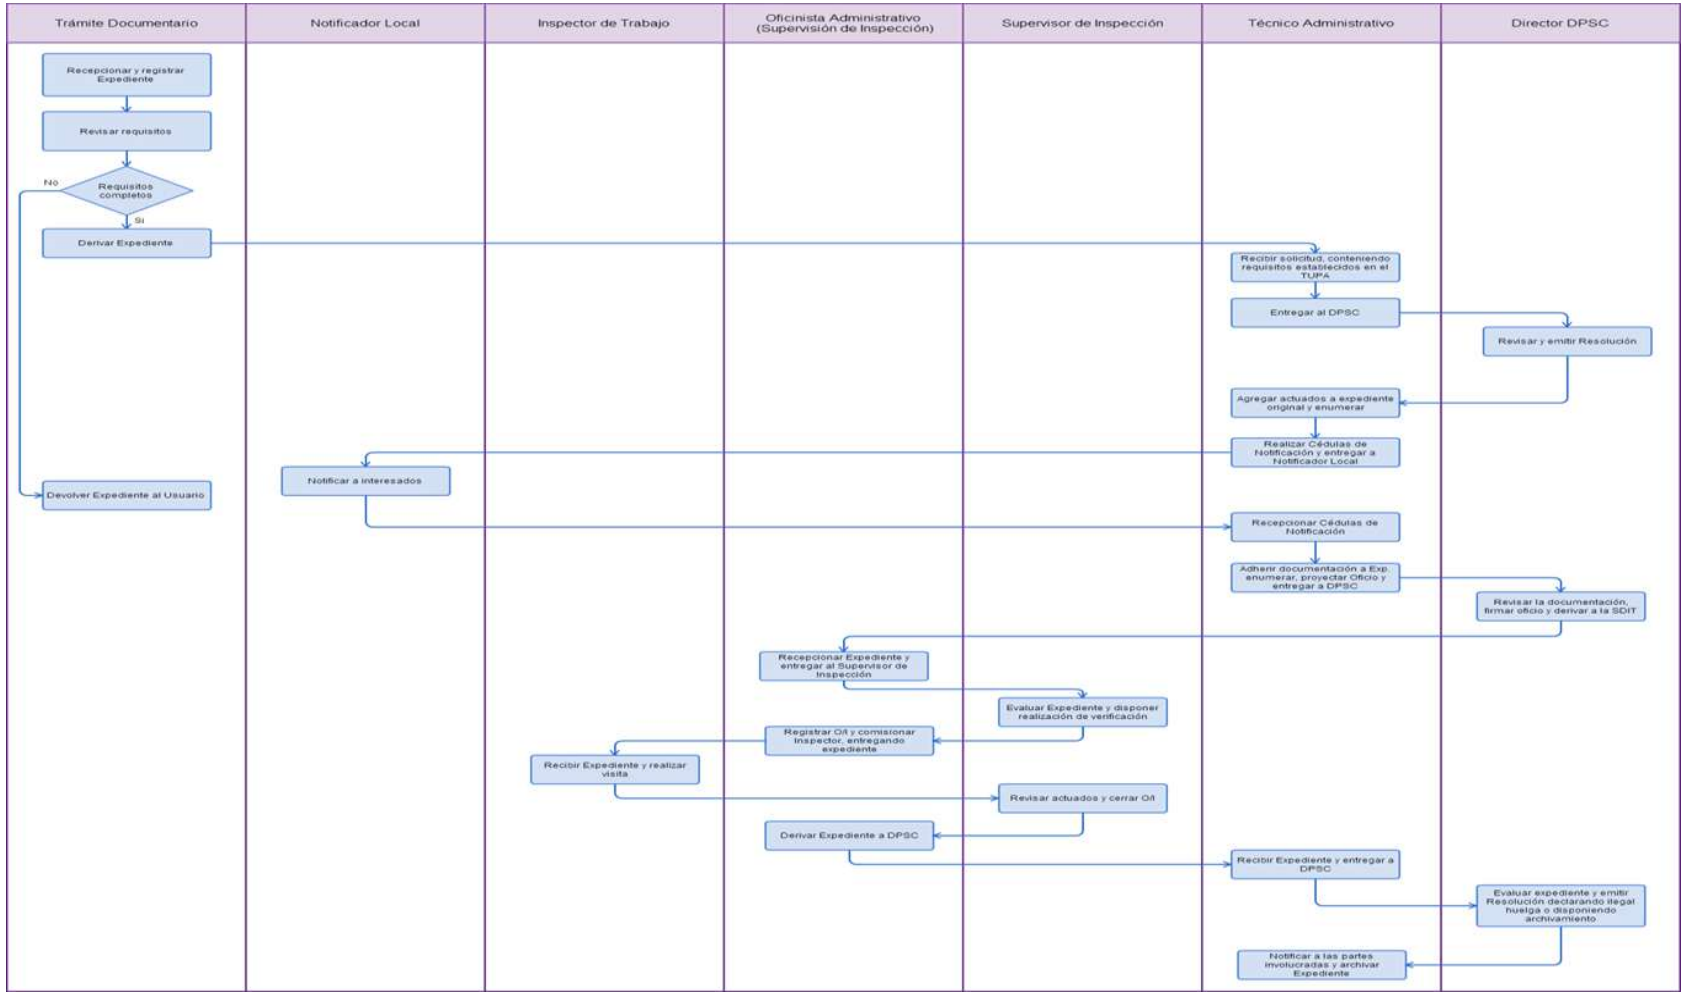 Trámite Documentario
Notificador Local
Inspector de Trabajo
Oficinista Administrativo
(Supervisión de Inspección)
Supervisor de Inspección
Técnico Administrativo
Director DPSC
Recepcionar y registrar
Expediente
Revisar requisitos
No
Requisitos
completos
Si
Derivar Expediente
Recibir solicitud, conteniendo
requisitos establecidos en el
TUPA
Entregar al DPSC
Revisar y emitir Resolución
Agregar actuados a expediente
original y enumerar
Realizar Cédulas de
Notificación y entregar a
Notificador Local
Notificar a interesados
Devolver Expediente al Usuario
Recepcionar Cédulas de
Notificación
Adherir documentación a Exp.
enumerar, proyectar Oficio y
entregar a DPSC
Revisar la documentación,
firmar oficio y derivar a la SDIT
Recepcionar Expediente y
entregar al Supervisor de
Inspección
Evaluar Expediente y disponer
realización de verificación
Registrar O/I y comisionar
Inspector, entregando
expediente
Recibir Expediente y realizar
visita
Revisar actuados y cerrar O/I
Derivar Expediente a DPSC
Recibir Expediente y entregar a
DPSC
Evaluar expediente y emitir
Resolución declarando ilegal
huelga o disponiendo
archivamiento
Notificar a las partes
involucradas y archivar
Expediente